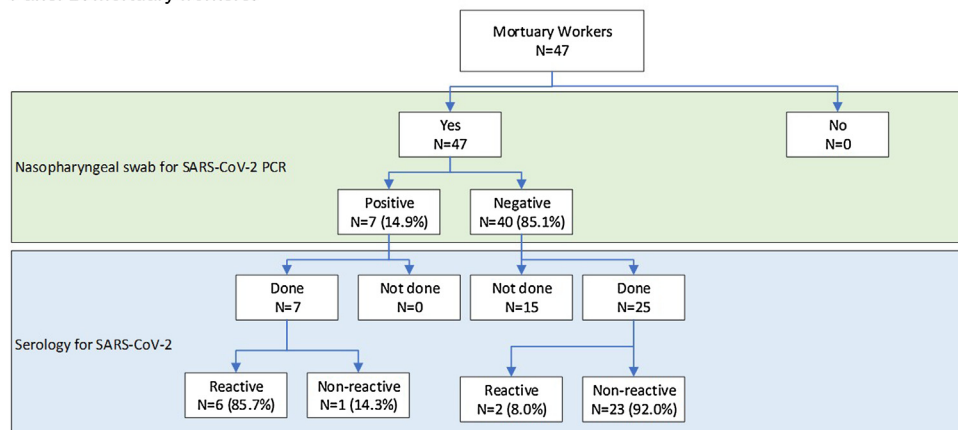 Mortuary Workers
N=47
Yes
N=47
No
N=0
Nasopharyngeal swab for SARS-CoV-2 PCR
Positive
N=7 (14.9%)
Negative
N=40 (85.1%)
Done
N=7
Not done
N=0
Not done
N=15
Done
N=25
Serology for SARS-CoV-2
Reactive
N=6 (85.7%)
Non-reactive
N=1 (14.3%)
Reactive
N=2 (8.0%)
Non-reactive
N=23 (92.0%)